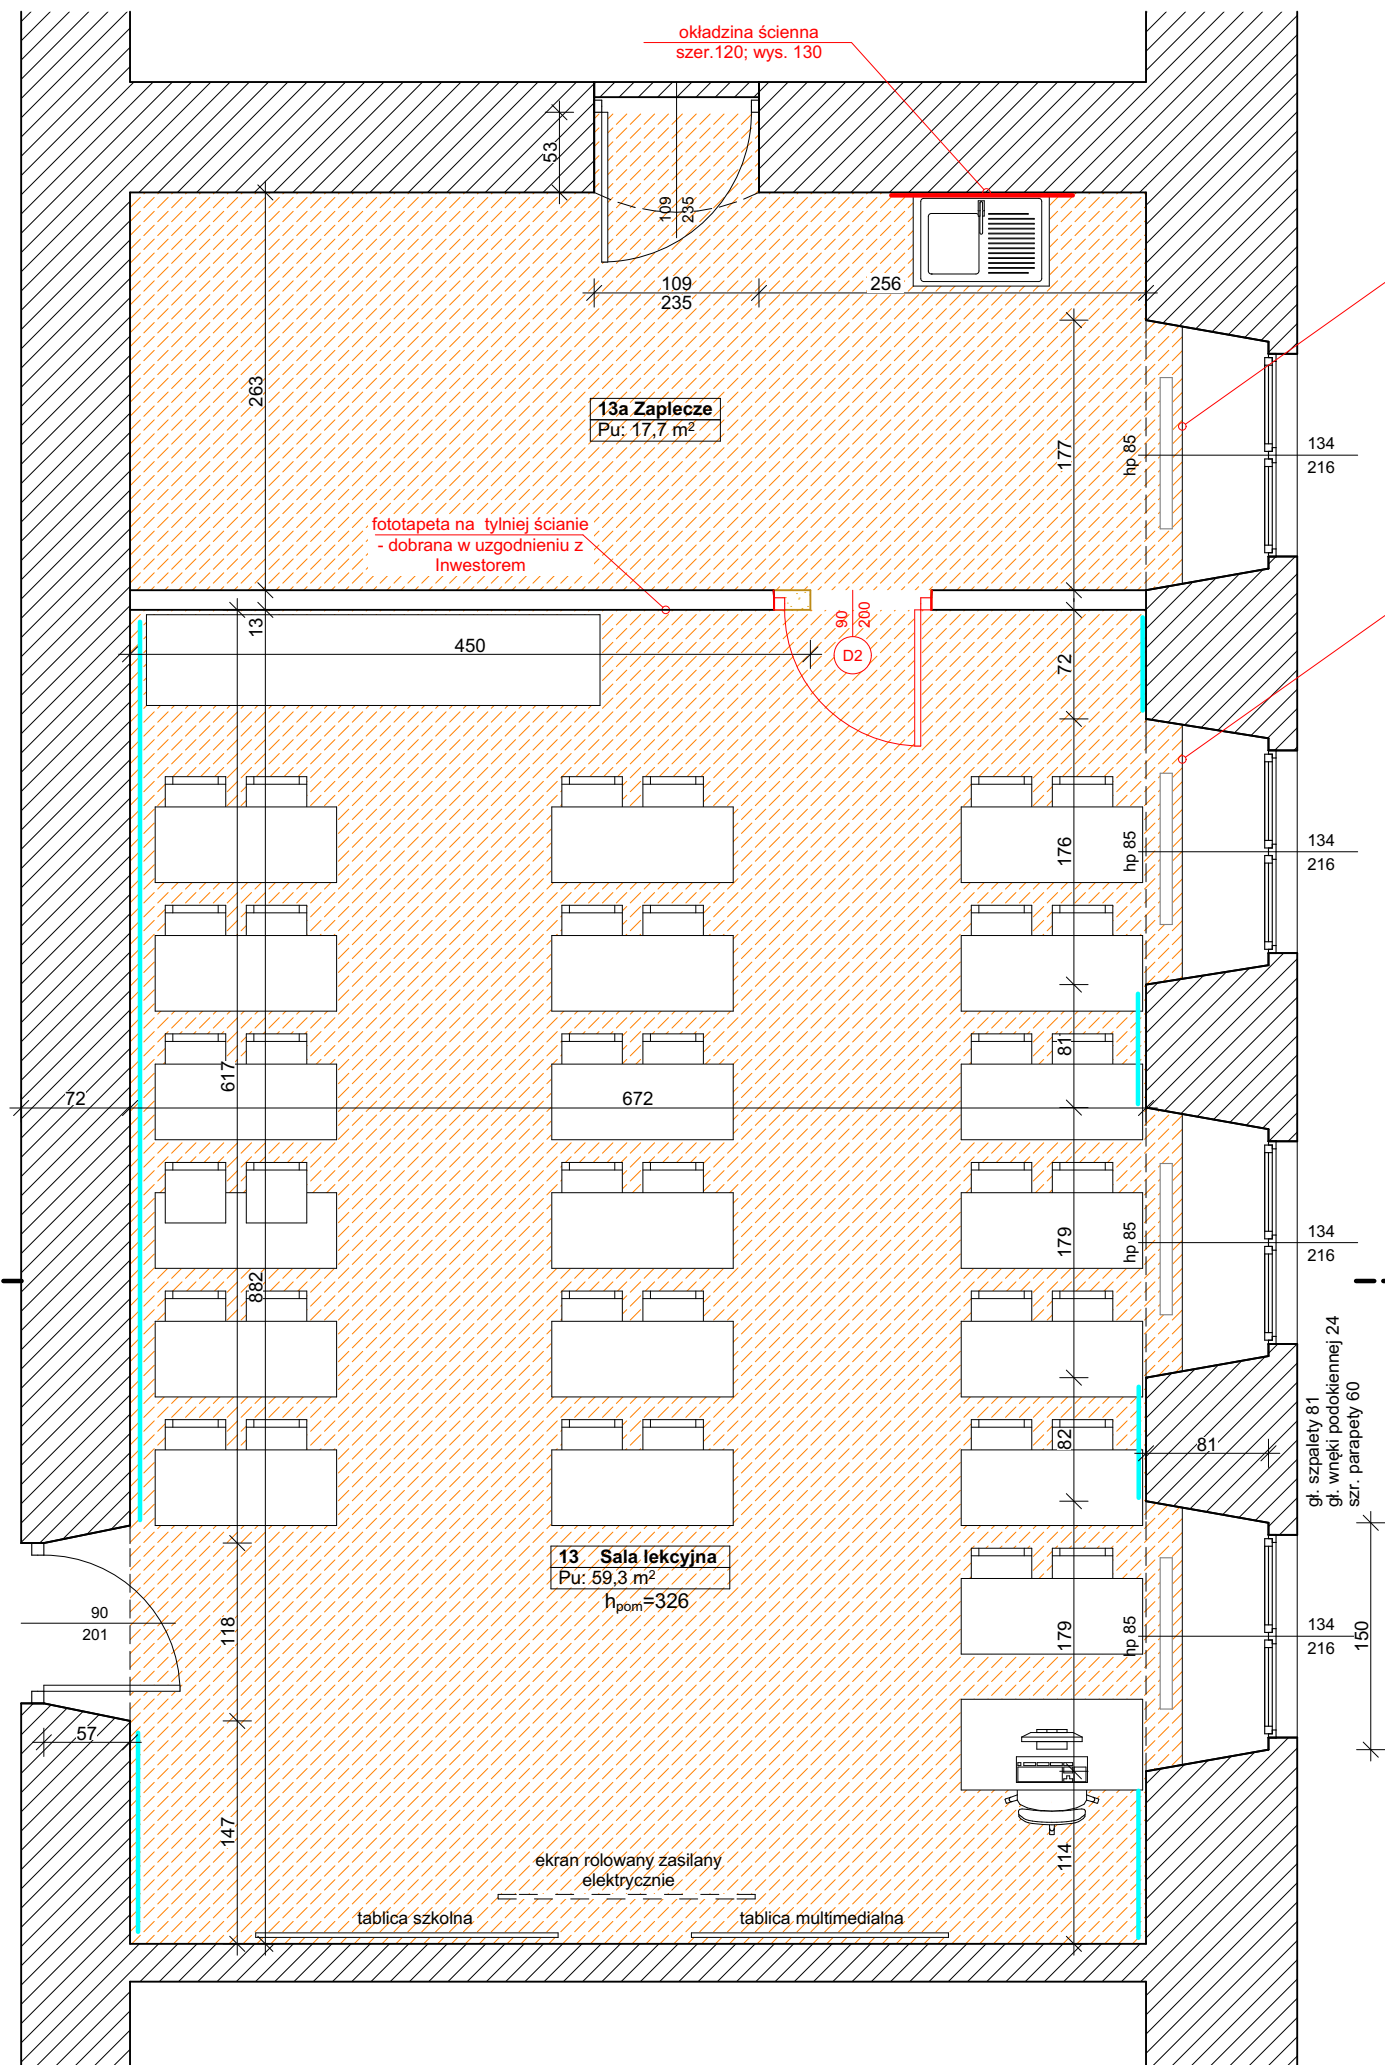 okładzina ścienna
szer.120; wys. 130
53
109
235
109
235
256
263
13a Zaplecze
Pu: 17,7 m²
177
hp 85
134
216
fototapeta na tylniej ścianie
- dobrana w uzgodnieniu z
Inwestorem
13
450
90
200
D2
72
176
hp 85
134
216
617
81
72
672
882
179
hp 85
134
216
82
81
gł. szpalety 81
gł. wnęki podokiennej 24
szr. parapety 60
13 Sala lekcyjna
Pu: 59,3 m²
hpom=326
90
201
118
179
hp 85
134
216
150
57
147
114
ekran rolowany zasilany
elektrycznie
tablica szkolna
tablica multimedialna